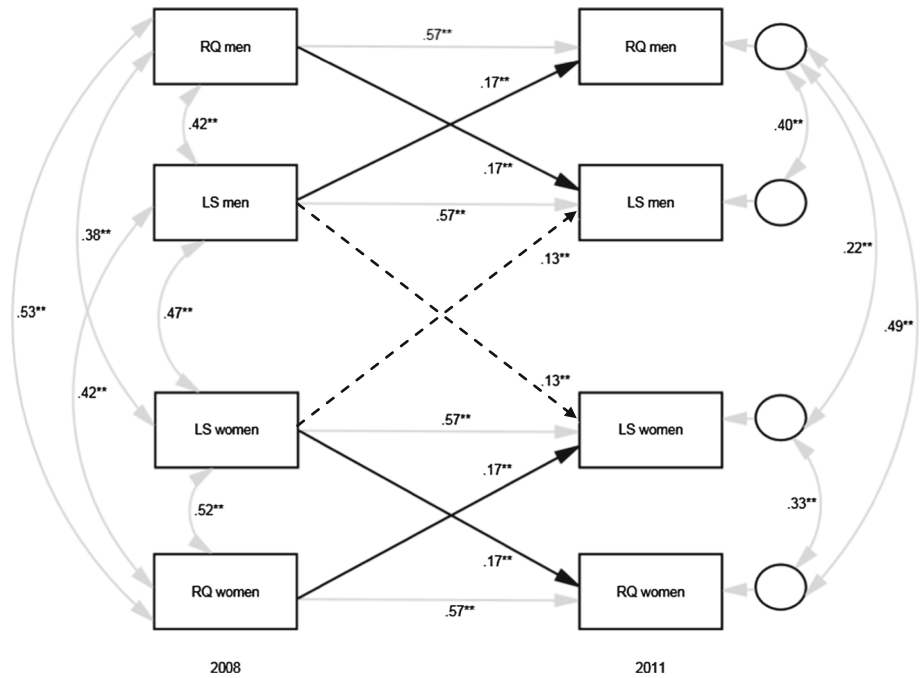 RQ men
.57**
RQ men
.17**
.42**
.40**
.17**
LS men
.57**
LS men
.38**
.13**
.22**
.53**
.47**
.49**
.42**
.13**
LS women
.57**
LS women
.17**
.52**
.33**
.17**
RQ women
.57**
RQ women
2008
2011